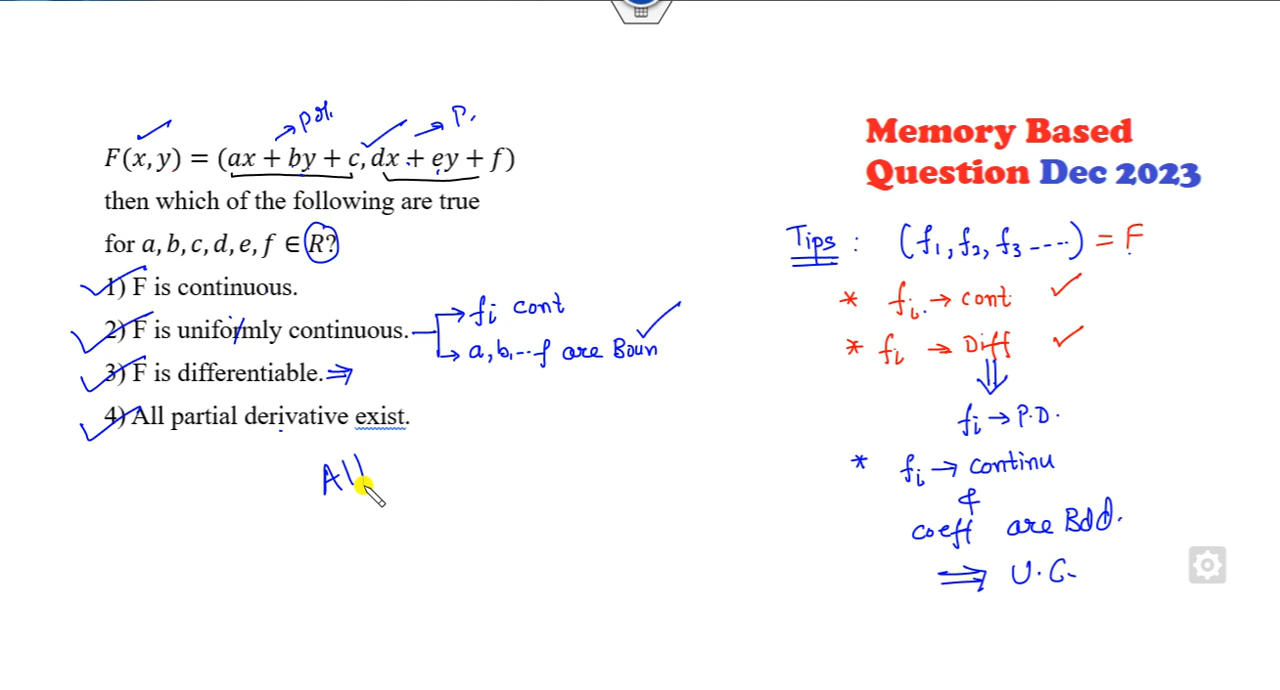 → pol. → P.
F(x, y) = (ax + by + c, dx + ey + f)
then which of the following are true
for a, b, c, d, e, f ∈ R?
1) F is continuous.
2) F is uniformly continuous. → fi cont
→ a, b, --f are Boun
3) F is differentiable. ⇒
4) All partial derivative exist.
All
Memory Based
Question Dec 2023
Tips : (f1, f2, f3 ----) = F
* fi → cont
* fi → Diff
⇓
fi → P.D.
* fi → continu
&
coeff are Bdd.
⇒ U.C